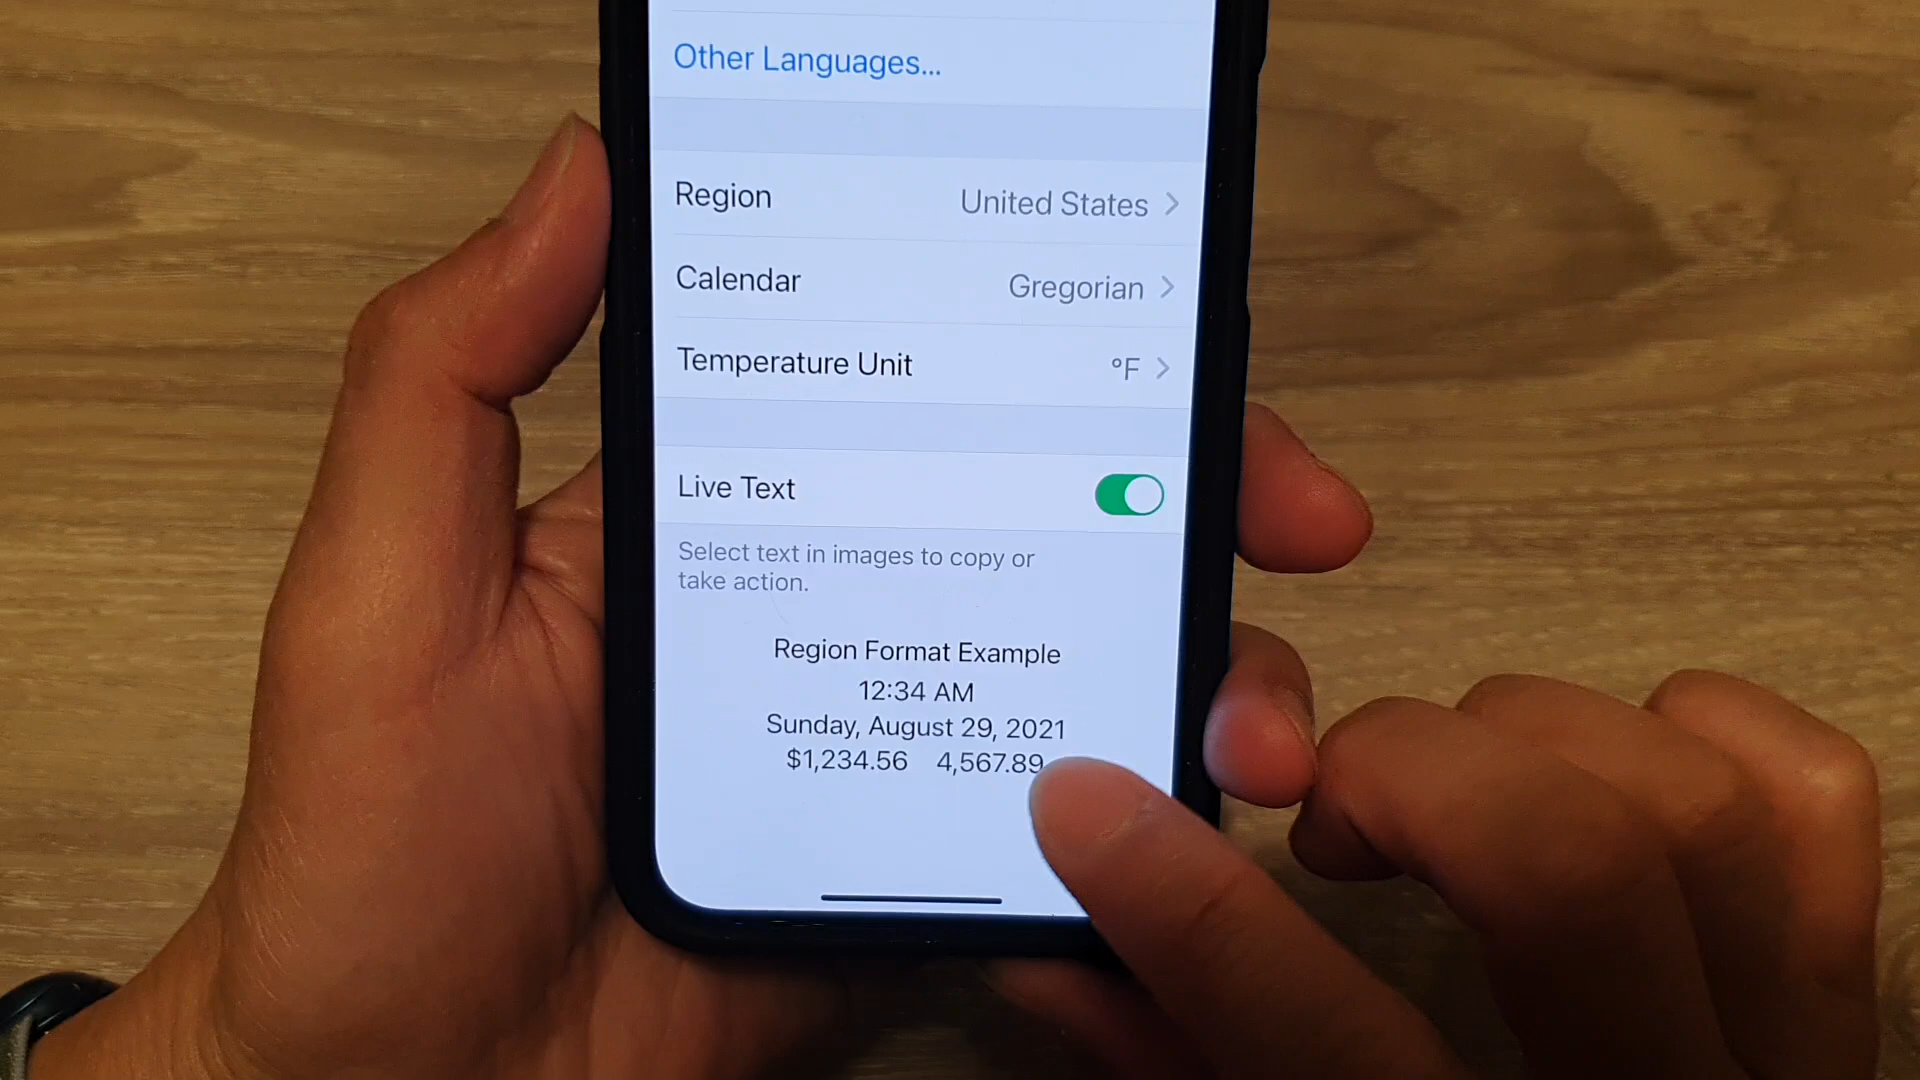 Other Languages...
Region United States
Calendar Gregorian
Temperature Unit °F
Live Text
Select text in images to copy or
take action.
Region Format Example
12:34 AM
Sunday, August 29, 2021
$1,234.56 4,567.89